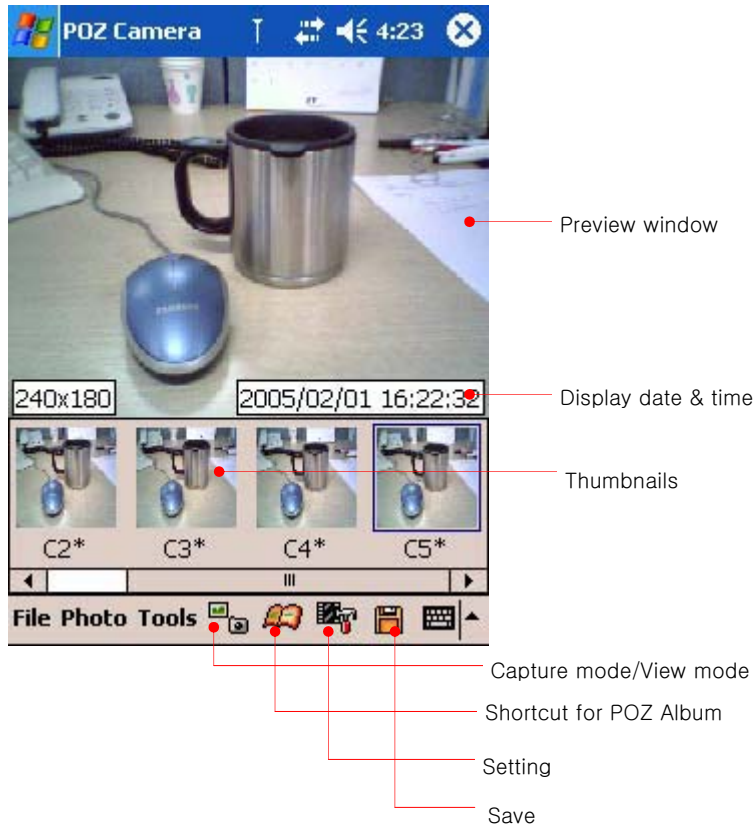 POZ Camera 4:23
Preview window
240x180 2005/02/01 16:22:32
Display date & time
Thumbnails
C2* C3* C4* C5*
File Photo Tools
Capture mode/View mode
Shortcut for POZ Album
Setting
Save